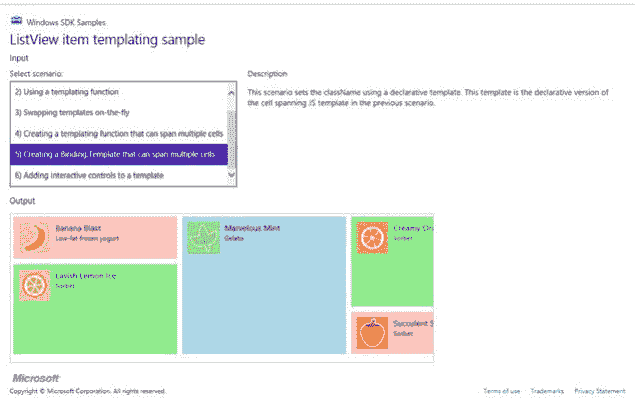 Windows SDK Samples
ListView item templating sample
Input
Select scenario:
2) Using a templating function
3) Swapping templates on-the-fly
4) Creating a templating function that can span multiple cells
5) Creating a Binding Template that can span multiple cells
6) Adding interactive controls to a template
Description
This scenario sets the className using a declarative template. This template is the declarative version of
the cell spanning JS template in the previous scenario.
Output
Banana Blast
Low-fat frozen yogurt
Lavish Lemon Ice
Sorbet
Marvelous Mint
Gelato
Creamy Or
Sorbet
Succulent S
Sorbet
Microsoft
Copyright © Microsoft Corporation. All rights reserved.
Terms of use Trademarks Privacy Statement